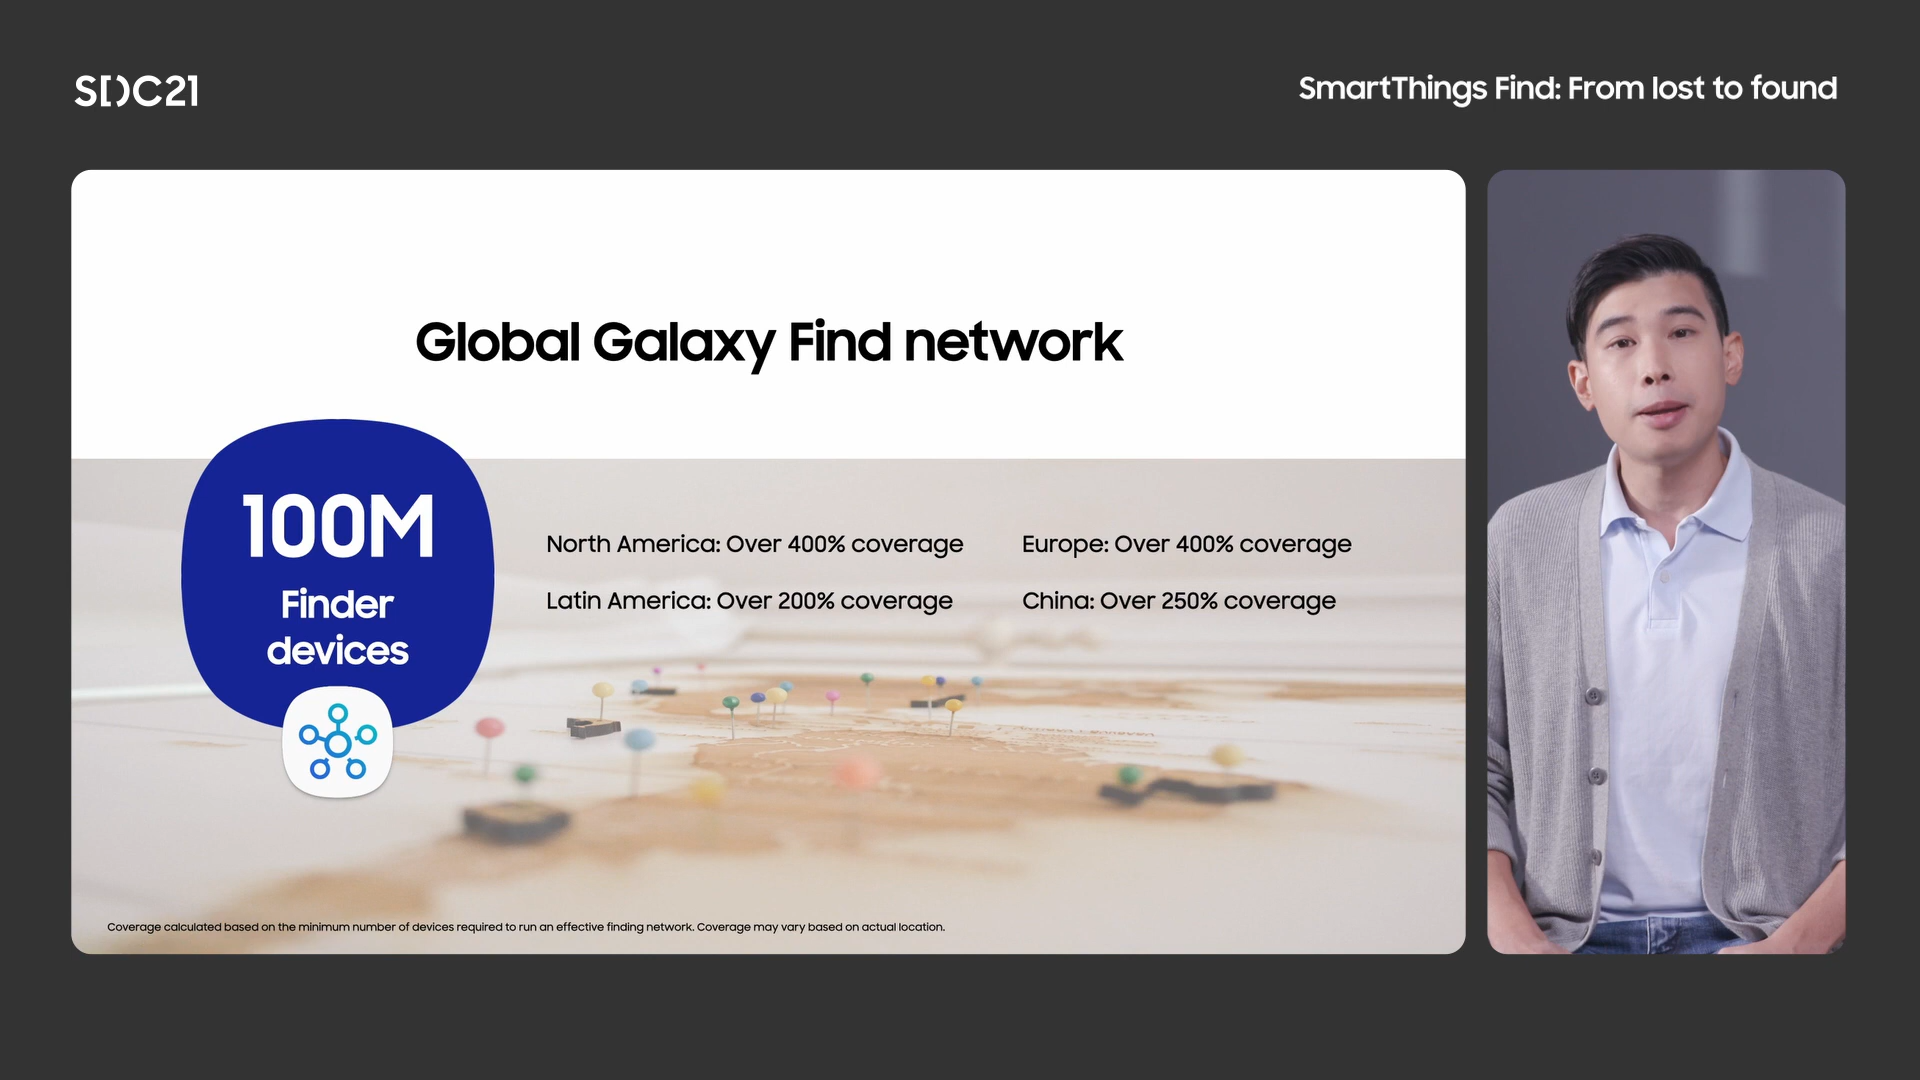 SDC21
SmartThings Find: From lost to found
Global Galaxy Find network
100M
Finder
devices
North America: Over 400% coverage
Europe: Over 400% coverage
Latin America: Over 200% coverage
China: Over 250% coverage
Coverage calculated based on the minimum number of devices required to run an effective finding network. Coverage may vary based on actual location.